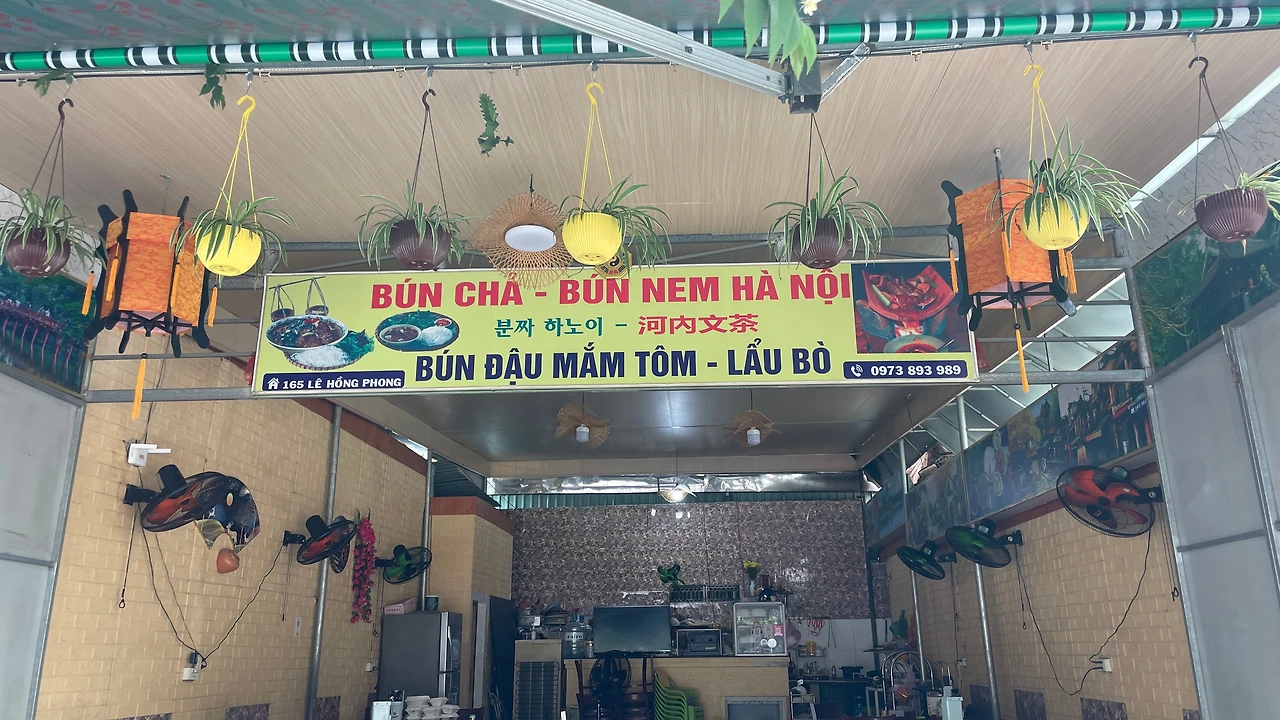 BÚN CHẢ - BÚN NEM HÀ NỘI
분짜 하노이 - 河内文茶
BÚN ĐẬU MẮM TÔM - LẨU BÒ
165 LÊ HỒNG PHONG
0973 893 989